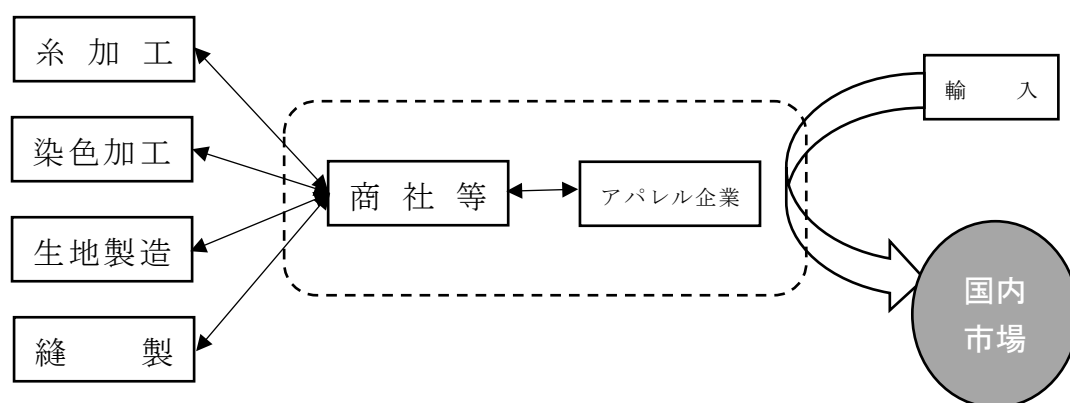 糸加工
染色加工
生地製造
縫製
商社等
アパレル企業
輸入
国内
市場